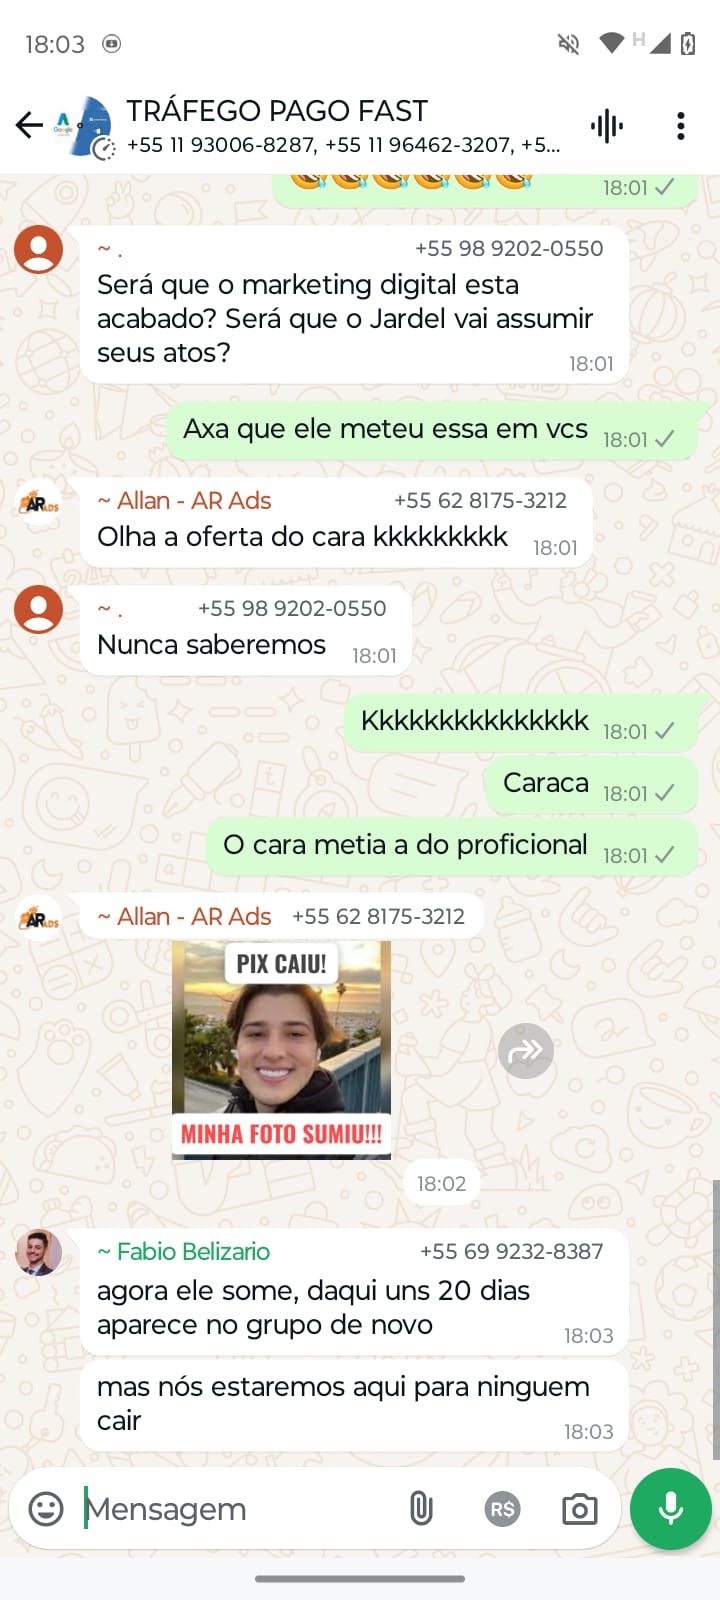 18:03
H
TRÁFEGO PAGO FAST
+55 11 93006-8287, +55 11 96462-3207, +5...
18:01
~ . +55 98 9202-0550
Será que o marketing digital esta
acabado? Será que o Jardel vai assumir
seus atos?
18:01
Axa que ele meteu essa em vcs 18:01
~ Allan - AR Ads +55 62 8175-3212
Olha a oferta do cara kkkkkkkkk 18:01
~ . +55 98 9202-0550
Nunca saberemos 18:01
Kkkkkkkkkkkkkkk 18:01
Caraca 18:01
O cara metia a do proficional 18:01
~ Allan - AR Ads +55 62 8175-3212
PIX CAIU!
MINHA FOTO SUMIU!!!
18:02
~ Fabio Belizario +55 69 9232-8387
agora ele some, daqui uns 20 dias
aparece no grupo de novo
18:03
mas nós estaremos aqui para ninguem
cair
18:03
Mensagem
R$